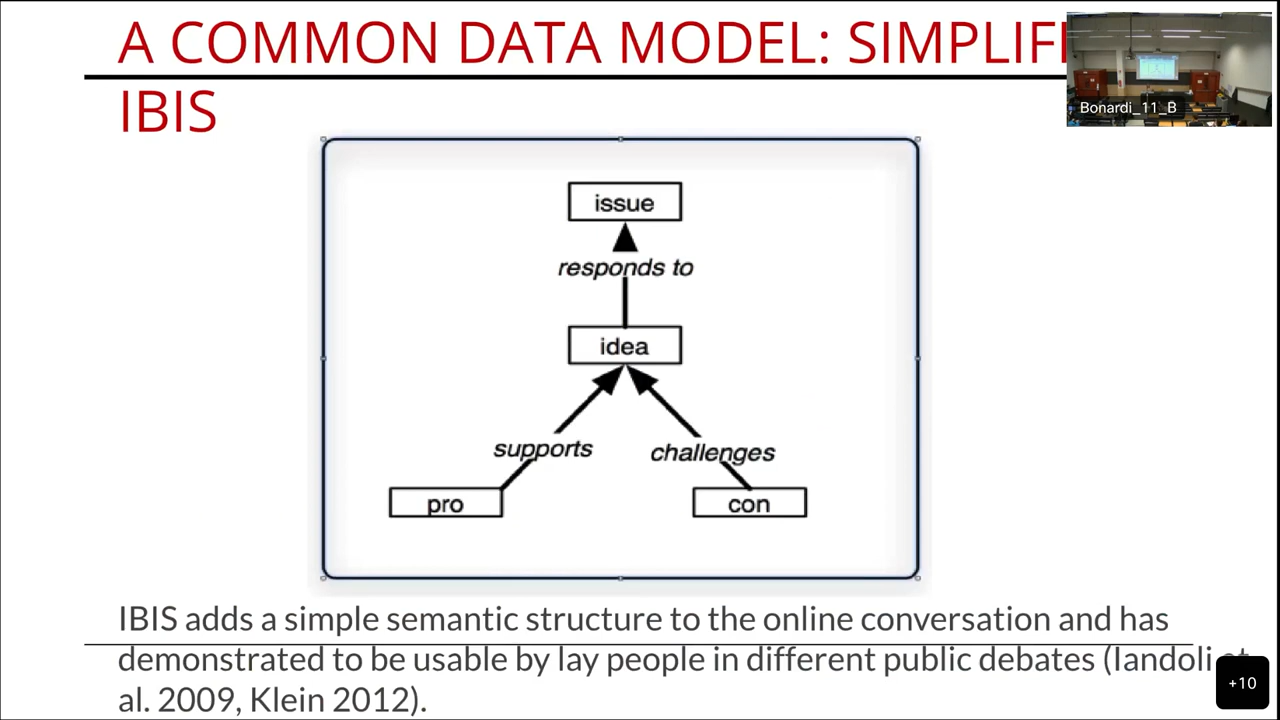 A COMMON DATA MODEL: SIMPLIF
IBIS
Bonardi_11_B
issue
responds to
idea
supports
challenges
pro
con
IBIS adds a simple semantic structure to the online conversation and has
demonstrated to be usable by lay people in different public debates (Iandoli et
al. 2009, Klein 2012).
+10